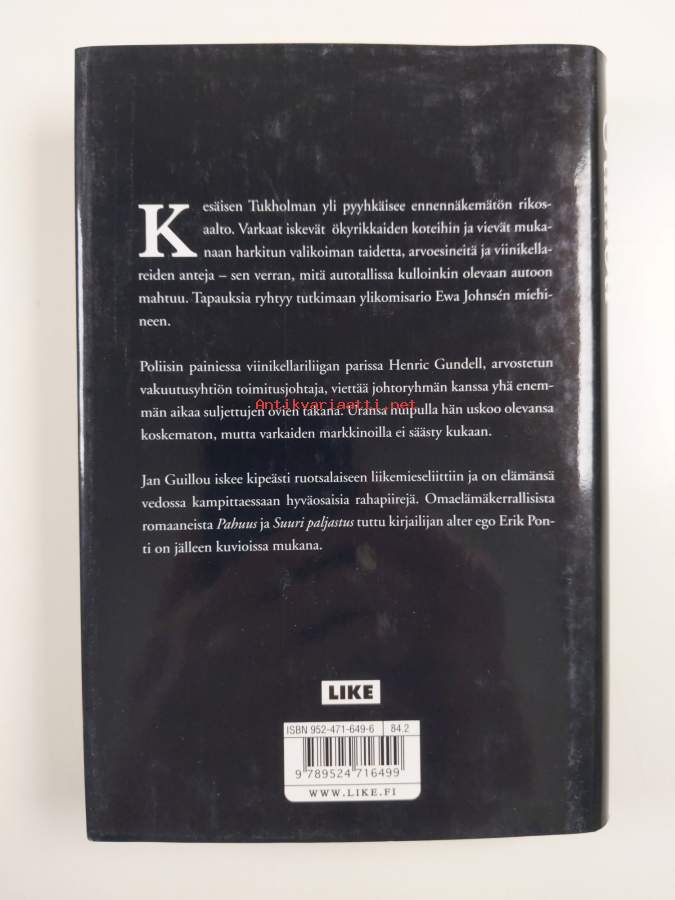 Kesäisen Tukholman yli pyyhkäisee ennennäkemätön rikos-
aalto. Varkaat iskevät ökyrikkaiden koteihin ja vievät muka-
naan harkitun valikoiman taidetta, arvoesineitä ja viinikella-
reiden anteja – sen verran, mitä autotallissa kulloinkin olevaan autoon
mahtuu. Tapauksia ryhtyy tutkimaan ylikomisario Ewa Johnsén miehi-
neen.
Poliisin painiessa viinikellariliigan parissa Henric Gundell, arvostetun
vakuutusyhtiön toimitusjohtaja, viettää johtoryhmän kanssa yhä enem-
män aikaa suljettujen ovien takana. Uransa huipulla hän uskoo olevansa
Antikvariaatti.net
koskematon, mutta varkaiden markkinoilla ei säästy kukaan.
Jan Guillou iskee kipeästi ruotsalaiseen liikemieseliittiin ja on elämänsä
vedossa kampittaessaan hyväosaisia rahapiirejä. Omaelämäkerrallisista
romaaneista Pahuus ja Suuri paljastus tuttu kirjailijan alter ego Erik Pon-
ti on jälleen kuvioissa mukana.
LIKE
ISBN 952-471-649-6 84.2
9 789524 716499
WWW.LIKE.FI